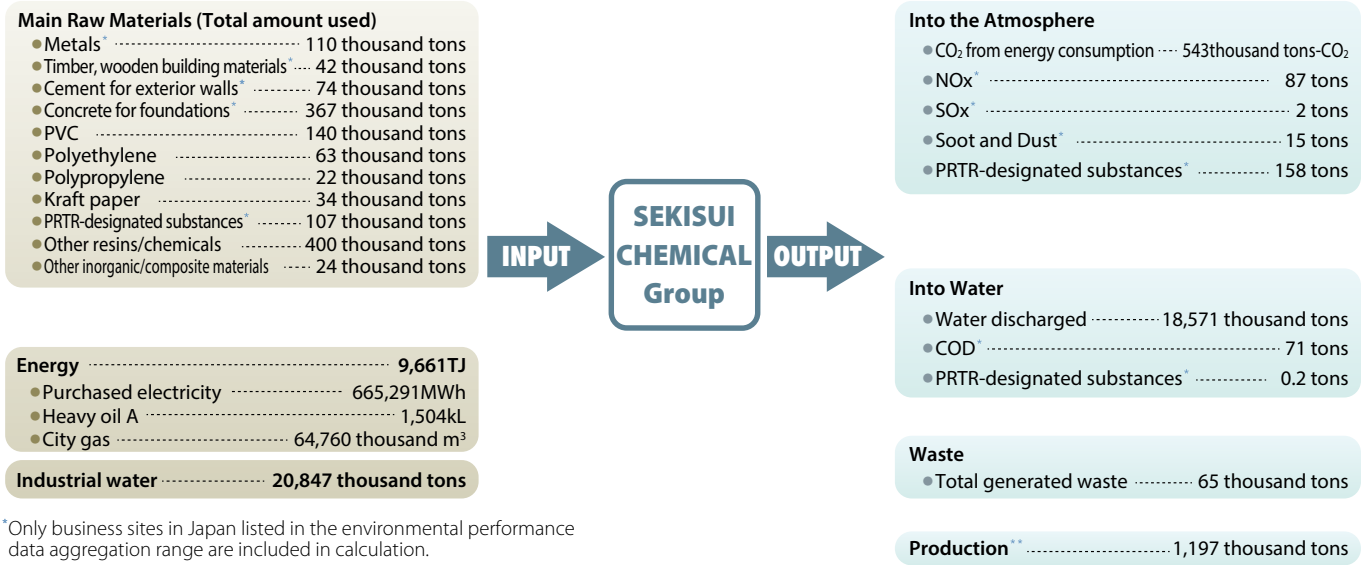 Main Raw Materials (Total amount used)
Metals* 110 thousand tons
Timber, wooden building materials* 42 thousand tons
Cement for exterior walls* 74 thousand tons
Concrete for foundations* 367 thousand tons
PVC 140 thousand tons
Polyethylene 63 thousand tons
Polypropylene 22 thousand tons
Kraft paper 34 thousand tons
PRTR-designated substances* 107 thousand tons
Other resins/chemicals 400 thousand tons
Other inorganic/composite materials 24 thousand tons
Energy 9,661TJ
Purchased electricity 665,291MWh
Heavy oil A 1,504kL
City gas 64,760 thousand m³
Industrial water 20,847 thousand tons
*Only business sites in Japan listed in the environmental performance
data aggregation range are included in calculation.
INPUT
SEKISUI
CHEMICAL
Group
OUTPUT
Into the Atmosphere
CO₂ from energy consumption 543thousand tons-CO₂
NOx* 87 tons
SOx* 2 tons
Soot and Dust* 15 tons
PRTR-designated substances* 158 tons
Into Water
Water discharged 18,571 thousand tons
COD* 71 tons
PRTR-designated substances* 0.2 tons
Waste
Total generated waste 65 thousand tons
Production** 1,197 thousand tons